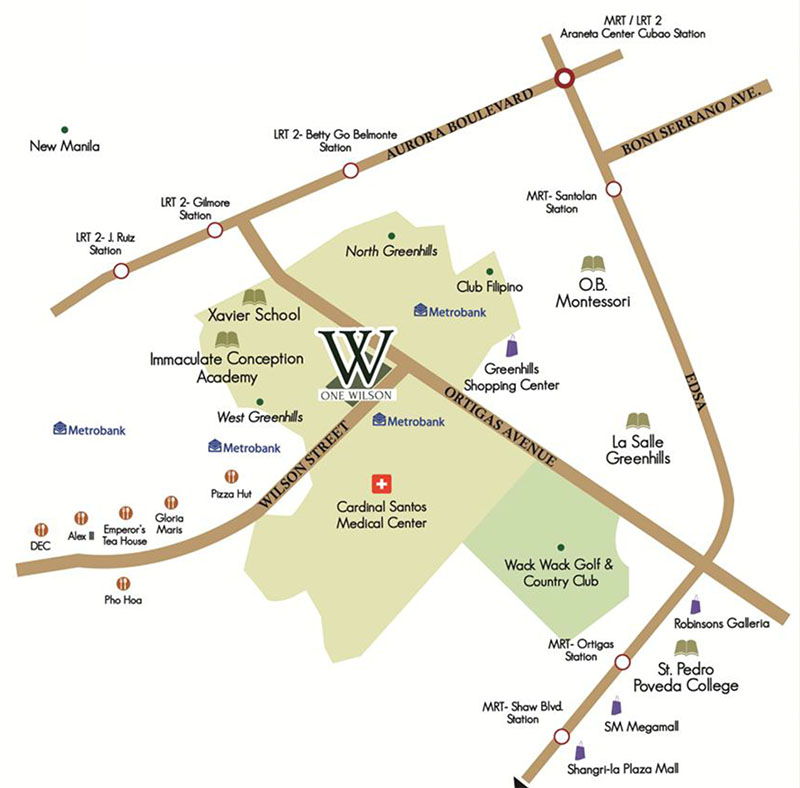 MRT / LRT 2
Araneta Center Cubao Station
AURORA BOULEVARD
BONI SERRANO AVE.
LRT 2- Betty Go Belmonte
Station
New Manila
MRT- Santolan
Station
LRT 2- Gilmore
Station
LRT 2- J. Ruiz
Station
North Greenhills
Club Filipino
O.B.
Montessori
Xavier School
Metrobank
Immaculate Conception
Academy
W
ONE WILSON
Greenhills
Shopping Center
EDSA
ORTIGAS AVENUE
West Greenhills
Metrobank
Metrobank
Metrobank
La Salle
Greenhills
WILSON STREET
Pizza Hut
Cardinal Santos
Medical Center
Gloria
Maris
Emperor's
Tea House
Alex III
DEC
Pho Hoa
Wack Wack Golf &
Country Club
Robinsons Galleria
MRT- Ortigas
Station
St. Pedro
Poveda College
MRT- Shaw Blvd.
Station
SM Megamall
Shangri-la Plaza Mall